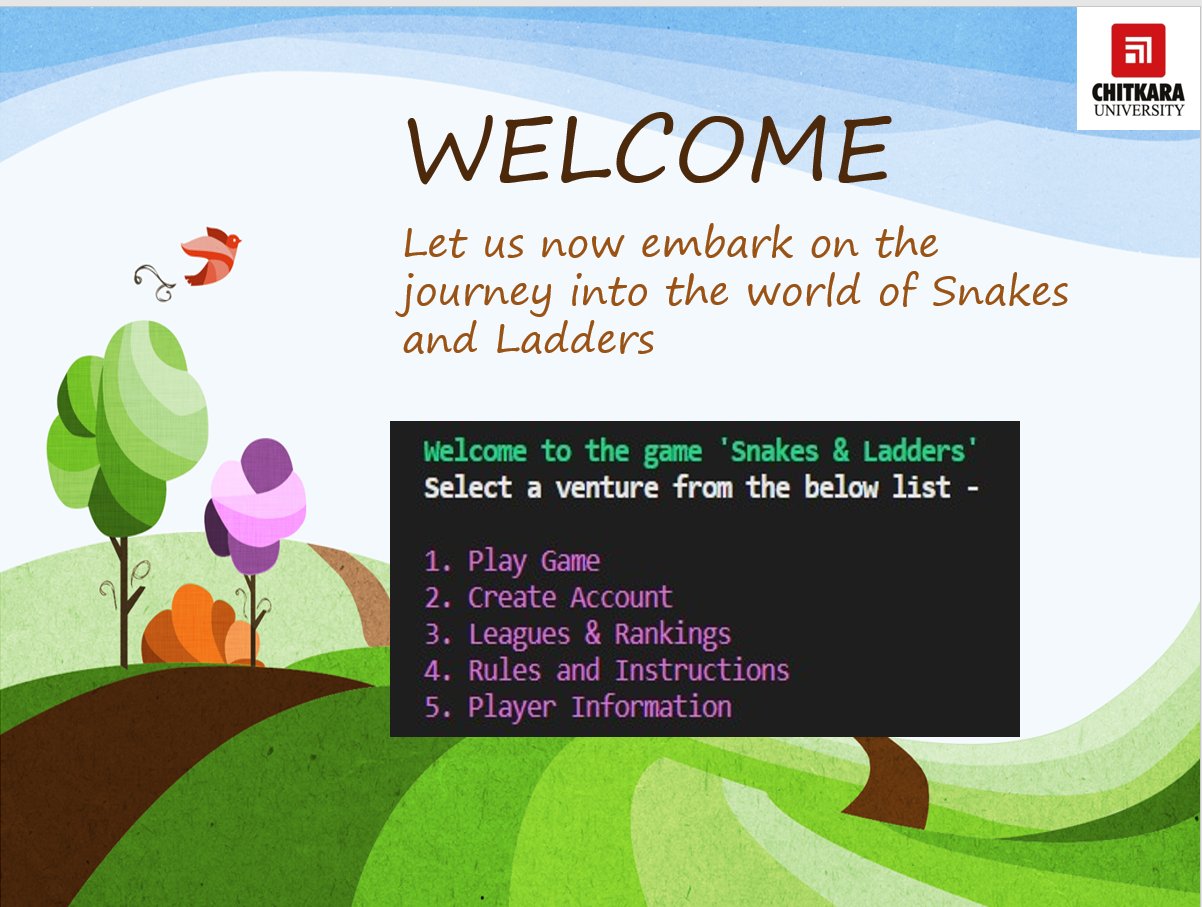 CHITKARA
UNIVERSITY
WELCOME
Let us now embark on the
journey into the world of Snakes
and Ladders
Welcome to the game 'Snakes & Ladders'
Select a venture from the below list -
1. Play Game
2. Create Account
3. Leagues & Rankings
4. Rules and Instructions
5. Player Information